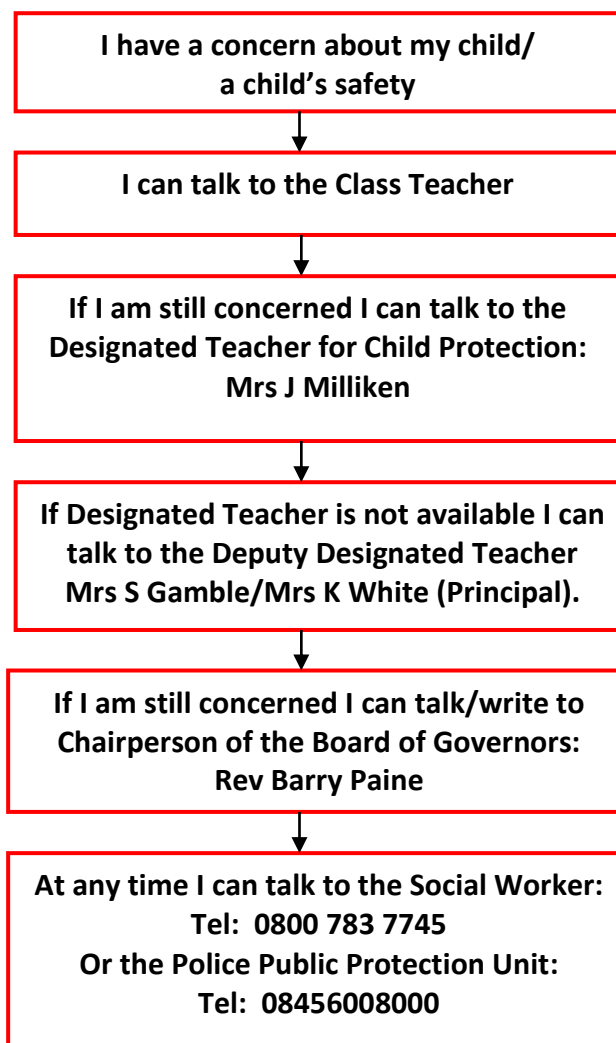 I have a concern about my child/
a child’s safety
I can talk to the Class Teacher
If I am still concerned I can talk to the
Designated Teacher for Child Protection:
Mrs J Milliken
If Designated Teacher is not available I can
talk to the Deputy Designated Teacher
Mrs S Gamble/Mrs K White (Principal).
If I am still concerned I can talk/write to
Chairperson of the Board of Governors:
Rev Barry Paine
At any time I can talk to the Social Worker:
Tel:  0800 783 7745
Or the Police Public Protection Unit:
Tel:  08456008000